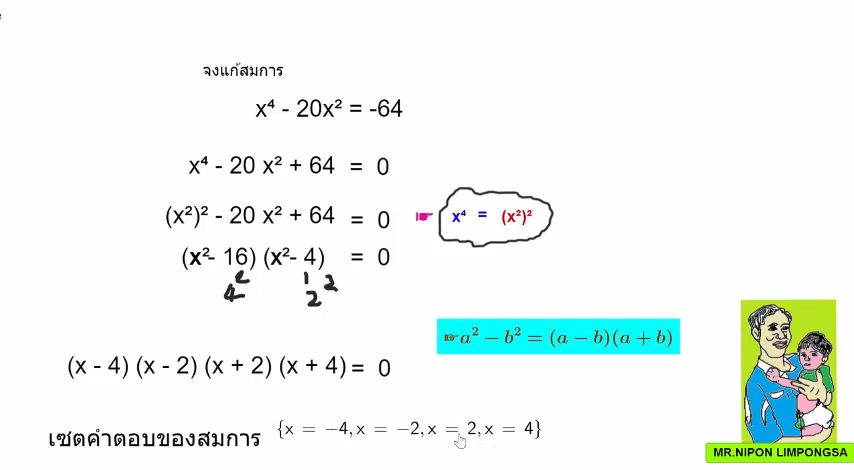 จงแก้สมการ
x⁴ - 20x² = -64
x⁴ - 20 x² + 64 = 0
(x²)² - 20 x² + 64 = 0
x⁴ = (x²)²
(x²- 16) (x²- 4) = 0
4² 2²
a² − b² = (a − b)(a + b)
(x - 4) (x - 2) (x + 2) (x + 4) = 0
เซตคำตอบของสมการ {x = −4, x = −2, x = 2, x = 4}
MR.NIPON LIMPONGSA